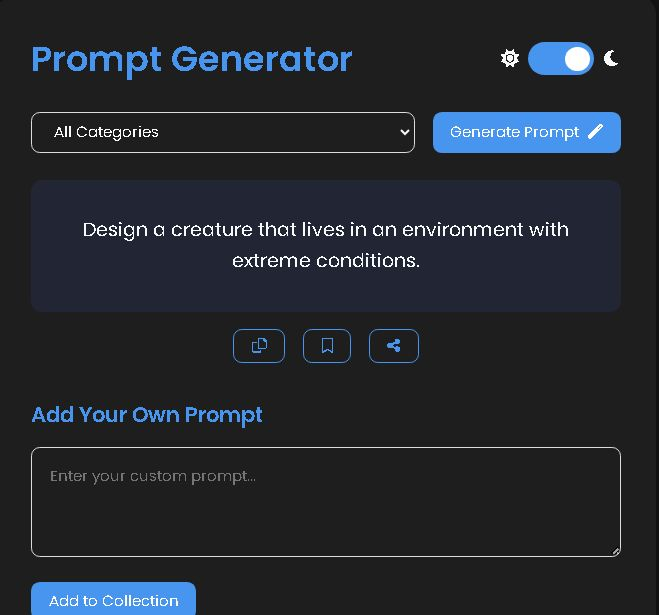 Prompt Generator
All Categories
Generate Prompt
Design a creature that lives in an environment with
extreme conditions.
Add Your Own Prompt
Enter your custom prompt...
Add to Collection